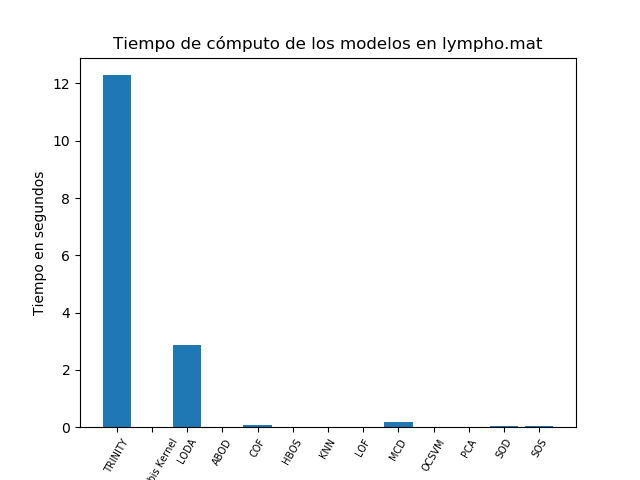 Tiempo de cómputo de los modelos en lympho.mat
Tiempo en segundos
12
10
8
6
4
2
0
TRINITY
Kernel
LODA
ABOD
COF
HBOS
KNN
LOF
MCD
OCSVM
PCA
SOD
SOS